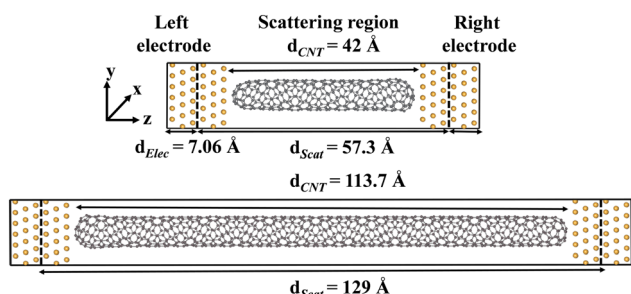 Left electrode
Scattering region
Right electrode
d_CNT = 42 Å
y
x
z
d_Elec = 7.06 Å
d_Scat = 57.3 Å
d_CNT = 113.7 Å
d_Scat = 129 Å